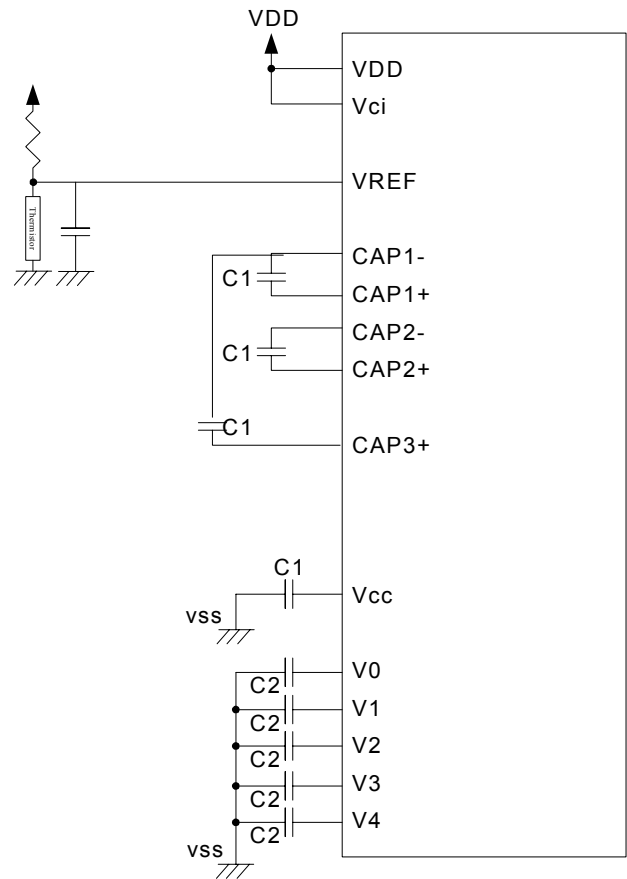 VDD
VDD
Vci
VREF
Thermistor
CAP1-
C1
CAP1+
CAP2-
C1
CAP2+
C1
CAP3+
C1
Vcc
vss
V0
C2
V1
C2
V2
C2
V3
C2
V4
C2
vss